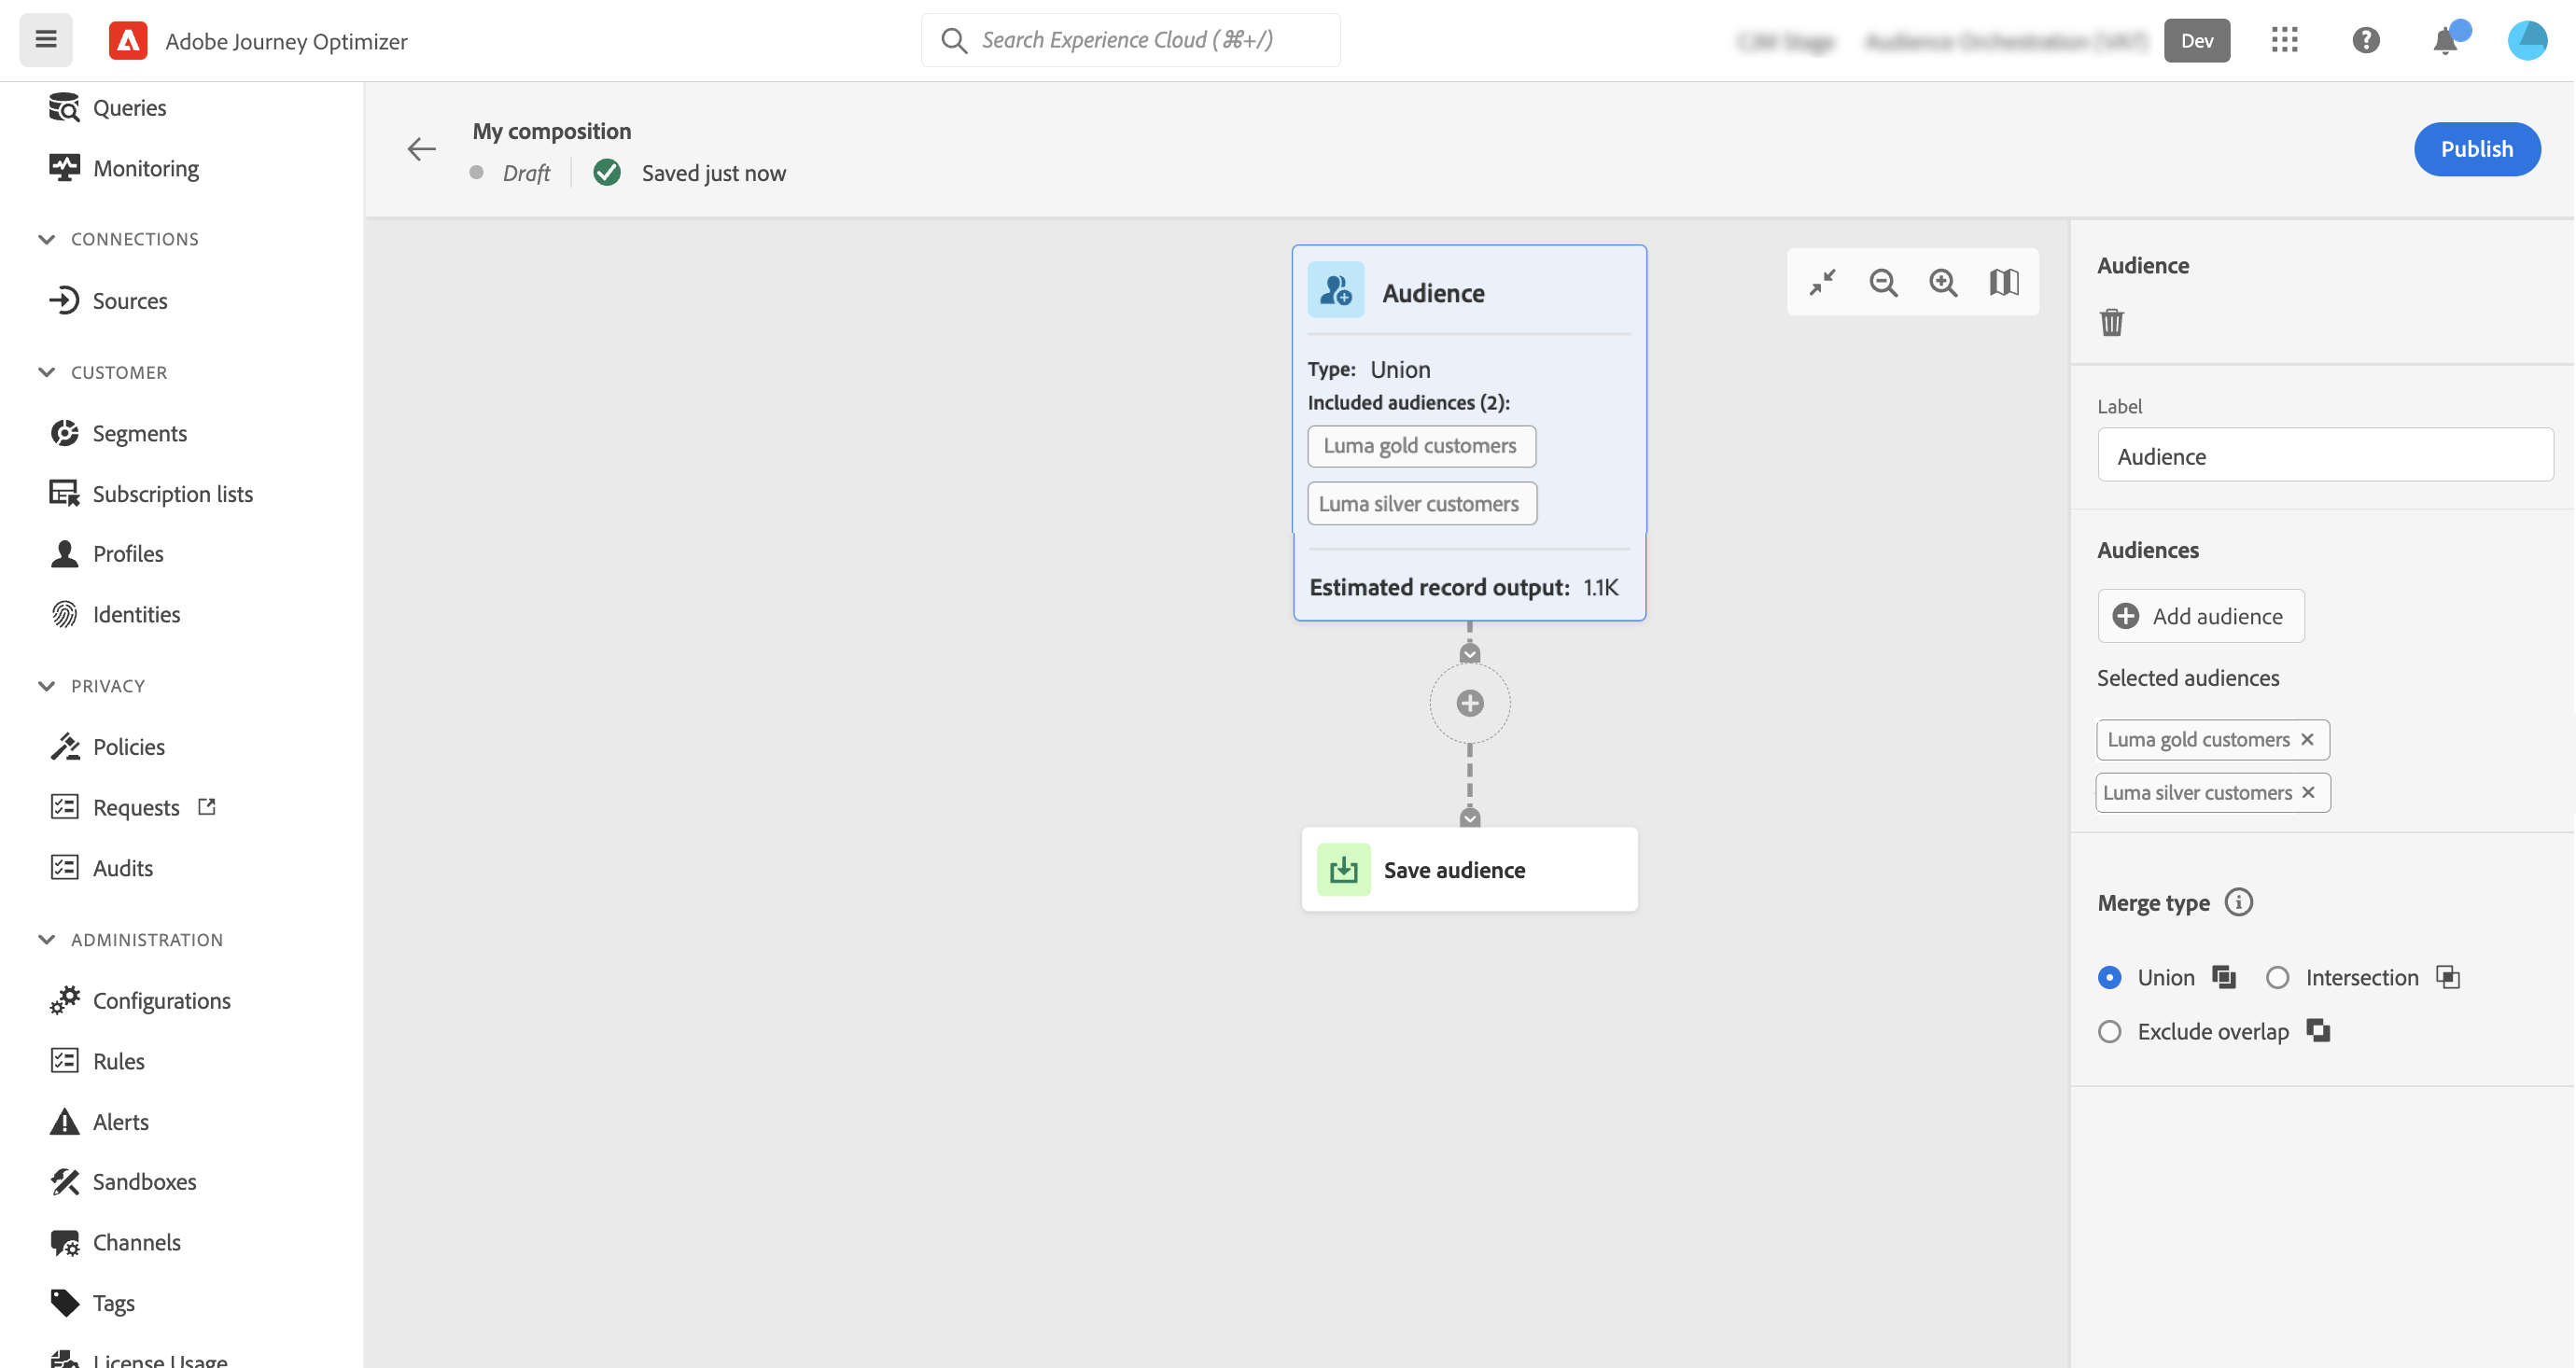 Adobe Journey Optimizer
Search Experience Cloud (⌘+/)
Dev
Queries
Monitoring
CONNECTIONS
Sources
CUSTOMER
Segments
Subscription lists
Profiles
Identities
PRIVACY
Policies
Requests
Audits
ADMINISTRATION
Configurations
Rules
Alerts
Sandboxes
Channels
Tags
License Usage
My composition
Draft
Saved just now
Publish
Audience
Type: Union
Included audiences (2):
Luma gold customers
Luma silver customers
Estimated record output: 1.1K
Save audience
Audience
Label
Audience
Audiences
Add audience
Selected audiences
Luma gold customers
Luma silver customers
Merge type
Union
Intersection
Exclude overlap